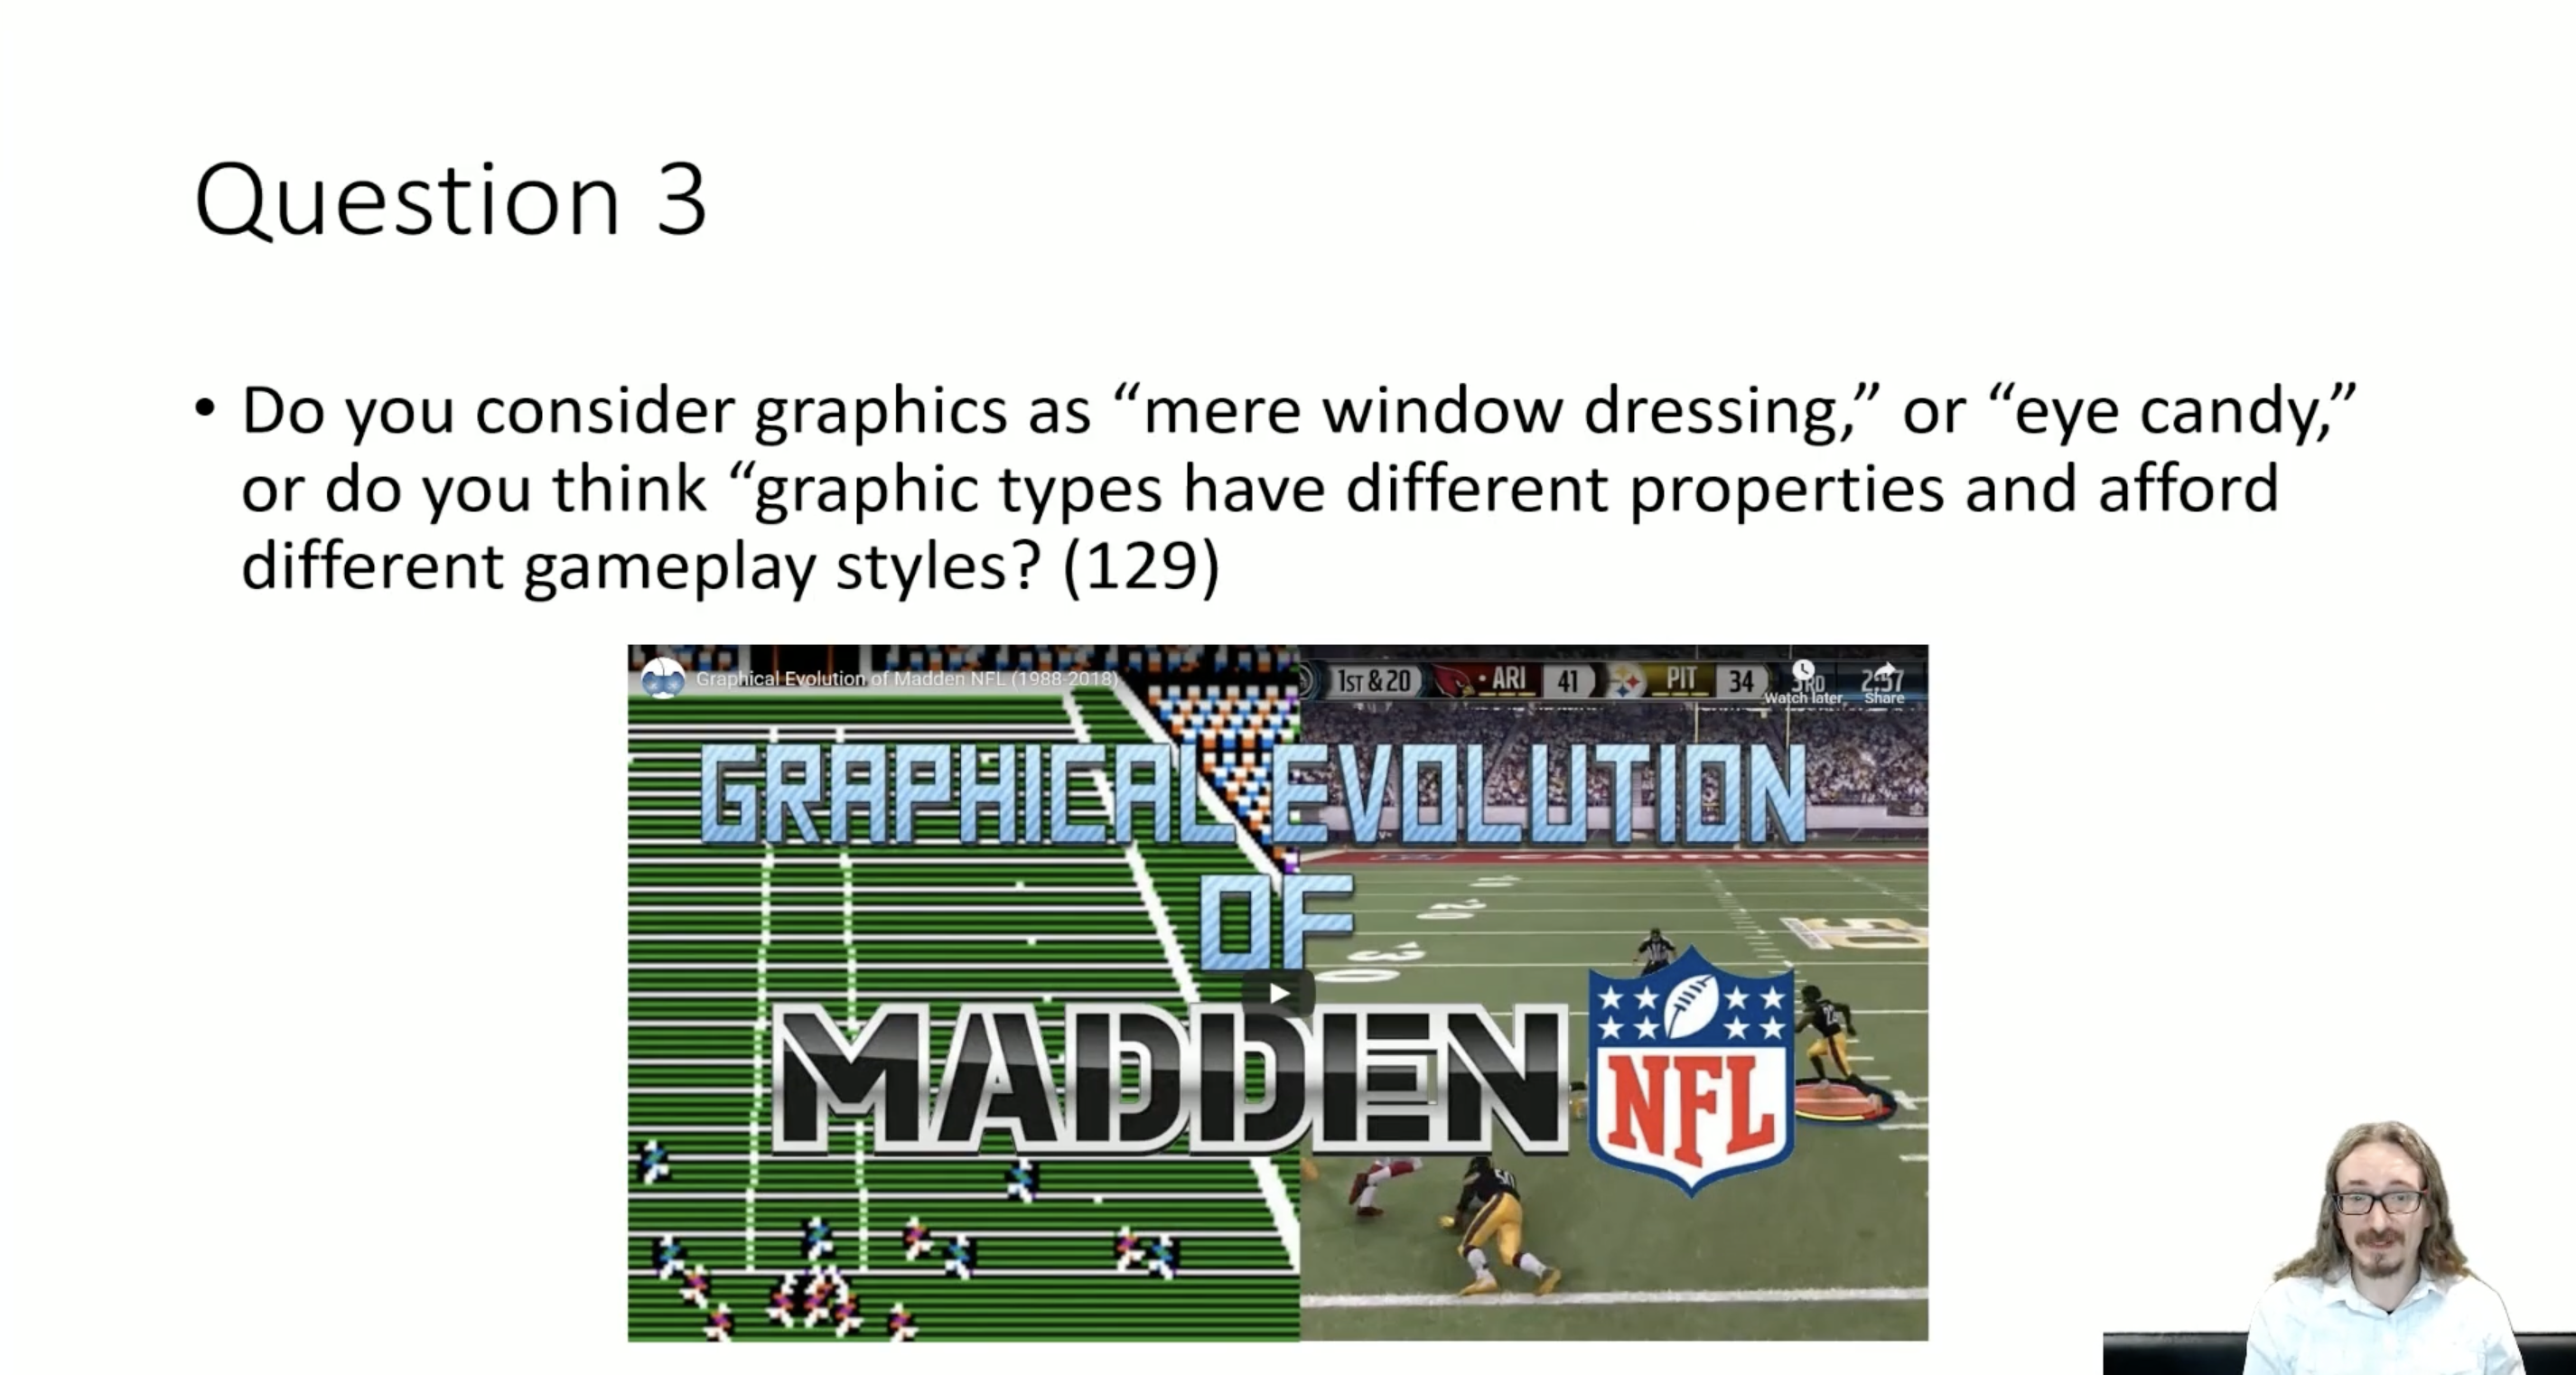 Question 3
• Do you consider graphics as “mere window dressing,” or “eye candy,”
or do you think “graphic types have different properties and afford
different gameplay styles? (129)
Graphical Evolution of Madden NFL (1988-2018)
1ST & 20 • ARI 41 PIT 34 3RD 2:57
Watch later Share
GRAPHICAL EVOLUTION
OF
MADDEN NFL